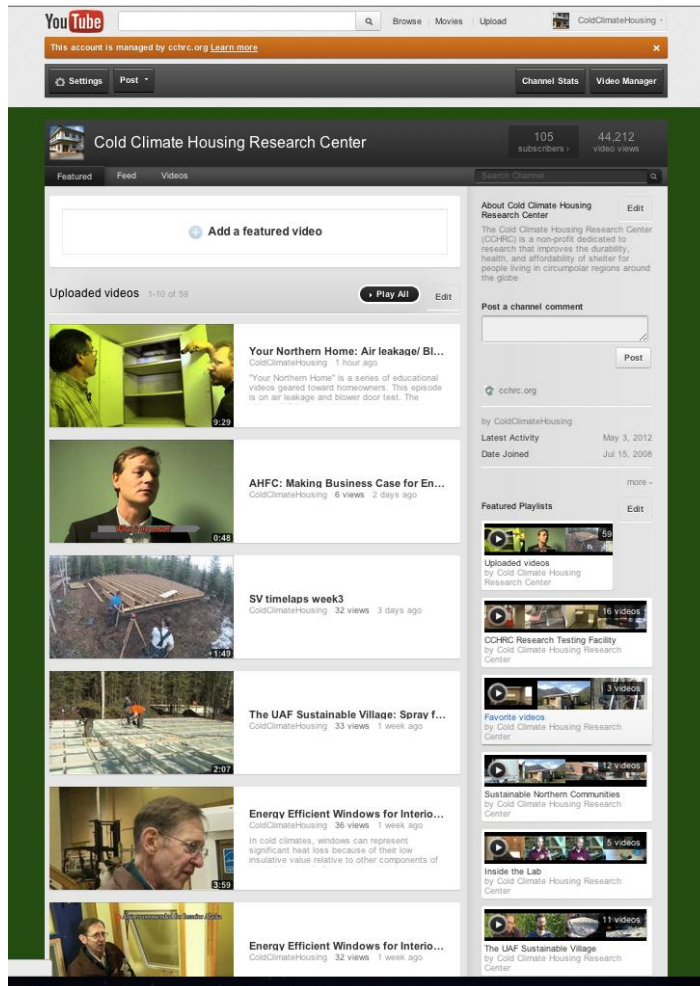 YouTube
Browse
Movies
Upload
ColdClimateHousing
This account is managed by cchrc.org Learn more
×
Settings
Post
Channel Stats
Video Manager
Cold Climate Housing Research Center
105
subscribers ›
44,212
video views
Featured
Feed
Videos
Search Channel
Add a featured video
Uploaded videos
1-10 of 59
Play All
Edit
9:29
Your Northern Home: Air leakage/ Bl...
ColdClimateHousing 1 hour ago
"Your Northern Home" is a series of educational
videos geared toward homeowners. This episode
is on air leakage and blower door test. The
0:48
AHFC: Making Business Case for En...
ColdClimateHousing 6 views 2 days ago
1:49
SV timelaps week3
ColdClimateHousing 32 views 3 days ago
2:07
The UAF Sustainable Village: Spray f...
ColdClimateHousing 33 views 1 week ago
3:59
Energy Efficient Windows for Interio...
ColdClimateHousing 36 views 1 week ago
In cold climates, windows can represent
significant heat loss because of their low
insulative value relative to other components of
Energy Efficient Windows for Interio...
ColdClimateHousing 32 views 1 week ago
About Cold Climate Housing
Research Center
Edit
The Cold Climate Housing Research Center
(CCHRC) is a non-profit dedicated to
research that improves the durability,
health, and affordability of shelter for
people living in circumpolar regions around
the globe
Post a channel comment
Post
cchrc.org
by ColdClimateHousing
Latest Activity May 3, 2012
Date Joined Jul 15, 2008
more
Featured Playlists
Edit
59
Uploaded videos
by Cold Climate Housing
Research Center
16 videos
CCHRC Research Testing Facility
by Cold Climate Housing Research
Center
3 videos
Favorite videos
by Cold Climate Housing Research
Center
12 videos
Sustainable Northern Communities
by Cold Climate Housing Research
Center
5 videos
Inside the Lab
by Cold Climate Housing Research
Center
11 videos
The UAF Sustainable Village
by Cold Climate Housing Research
Center